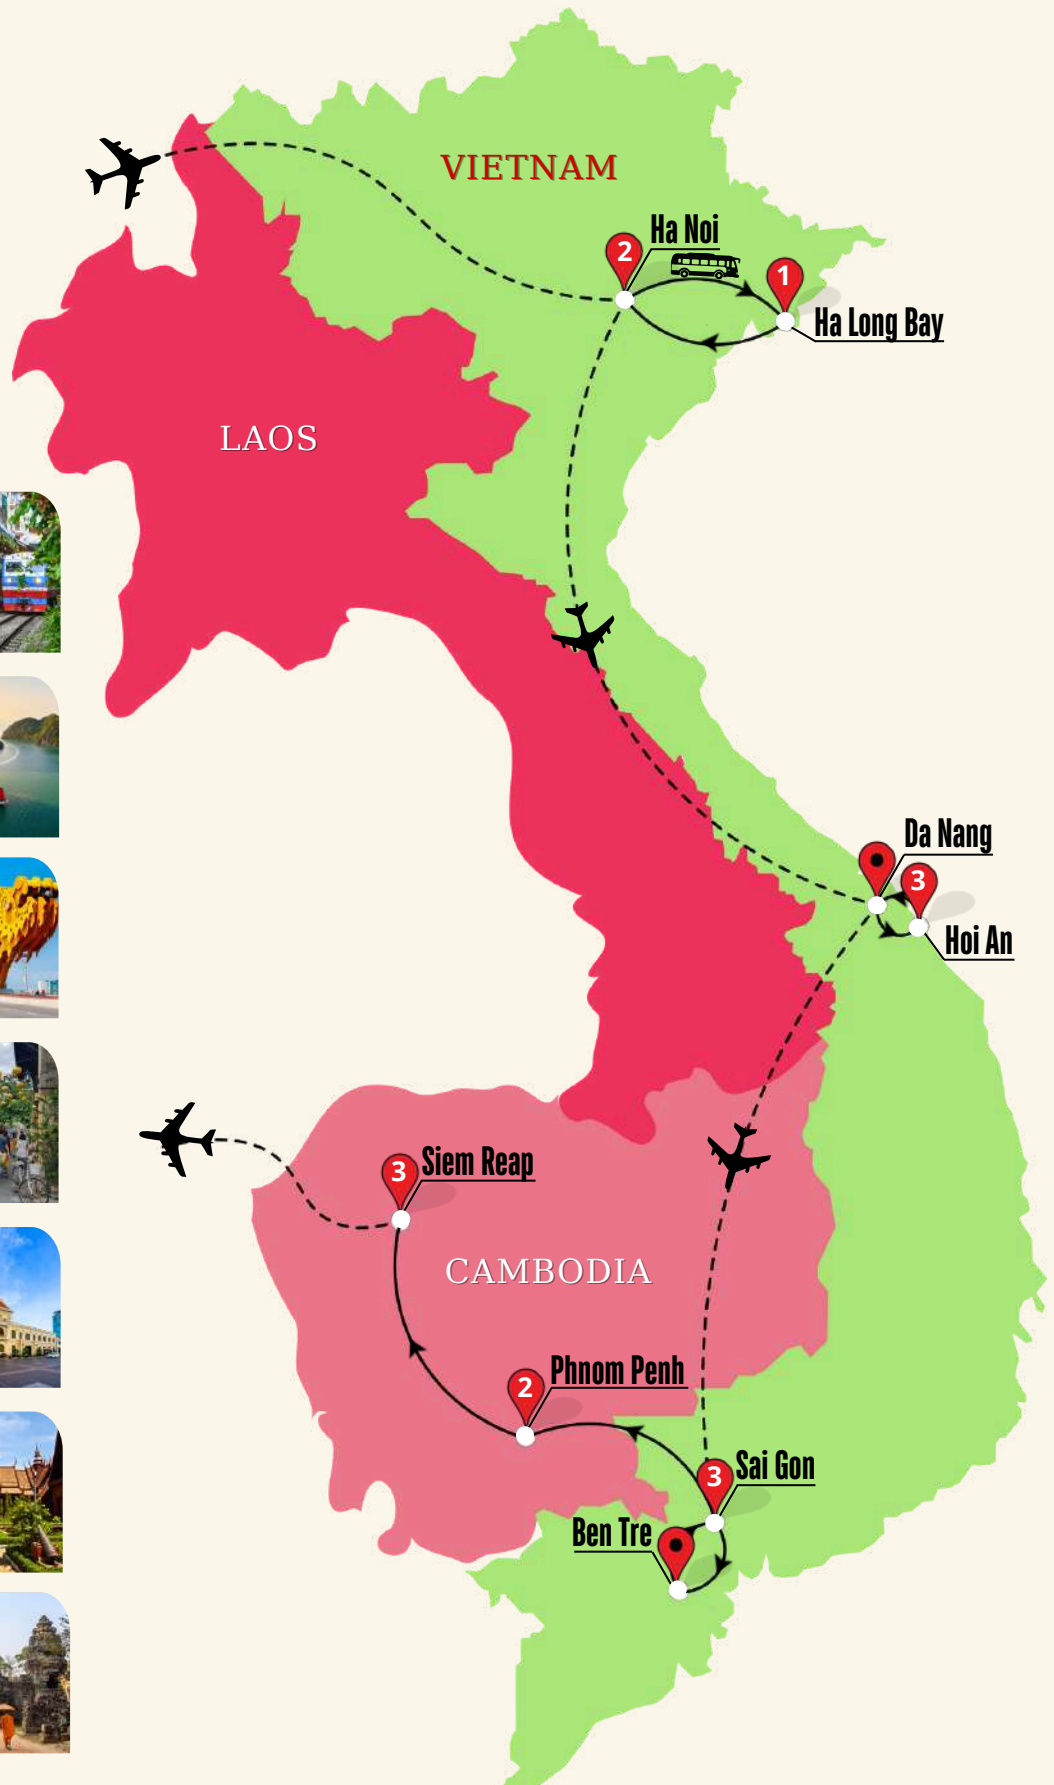 VIETNAM
Ha Noi
2
1
Ha Long Bay
LAOS
Da Nang
3
Hoi An
Siem Reap
3
CAMBODIA
Phnom Penh
2
Sai Gon
3
Ben Tre